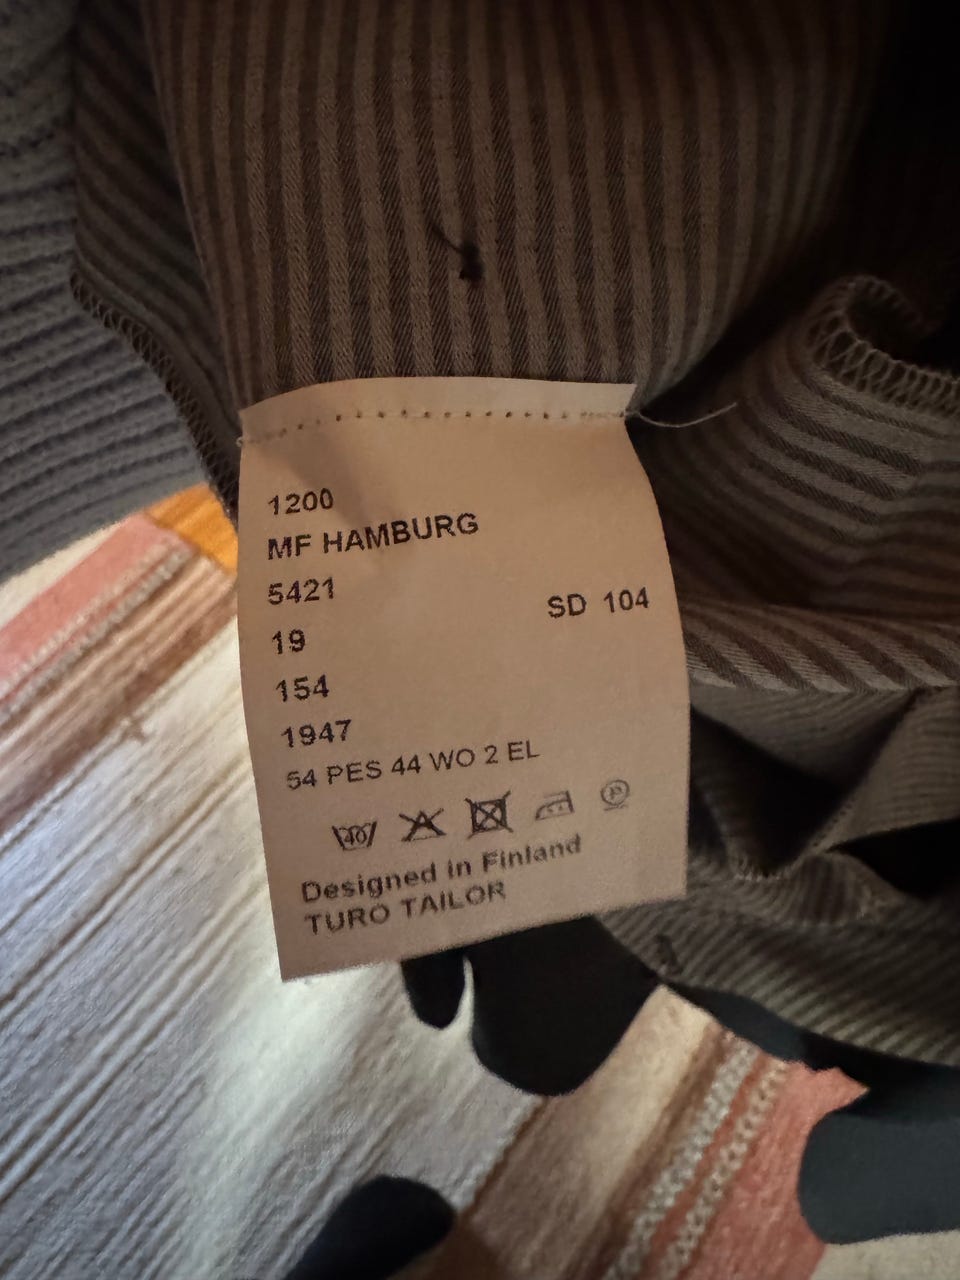 1200
MF HAMBURG
5421
SD 104
19
154
1947
54 PES 44 WO 2 EL
40 P
Designed in Finland
TURO TAILOR